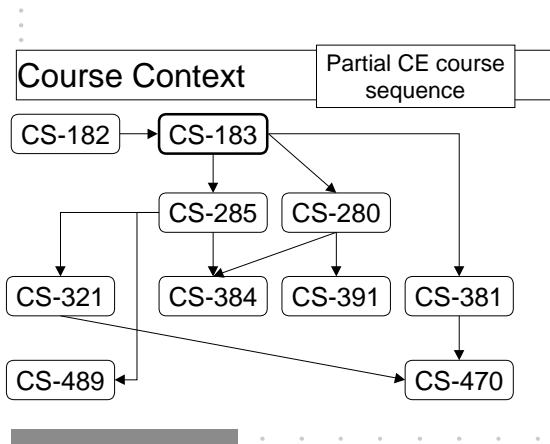 Course Context
Partial CE course
sequence
CS-182
CS-183
CS-285
CS-280
CS-321
CS-384
CS-391
CS-381
CS-489
CS-470